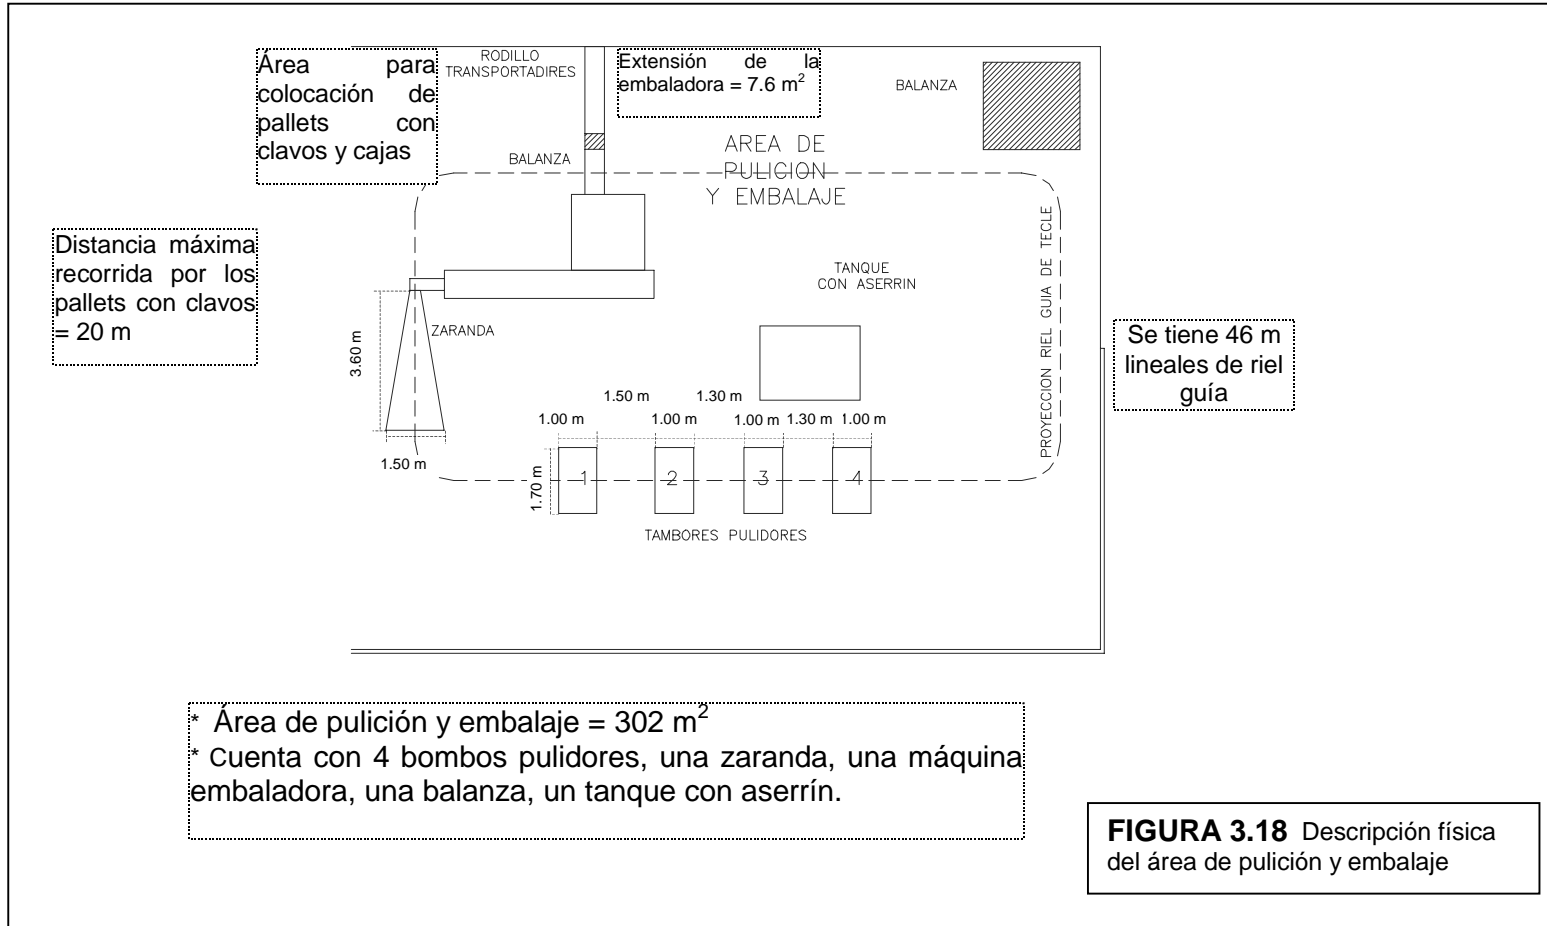 Área para
colocación de
pallets con
clavos y cajas
RODILLO
TRANSPORTADIRES
Extensión de la
embaladora = 7.6 m²
BALANZA
AREA DE
PULICION
Y EMBALAJE
BALANZA
Distancia máxima
recorrida por los
pallets con clavos
= 20 m
TANQUE
CON ASERRIN
PROYECCION RIEL GUIA DE TECLE
ZARANDA
3.60 m
1.50 m
Se tiene 46 m
lineales de riel
guía
1.50 m 1.30 m
1.00 m 1.00 m 1.00 m 1.30 m 1.00 m
1.70 m
1 2 3 4
TAMBORES PULIDORES
* Área de pulición y embalaje = 302 m²
* Cuenta con 4 bombos pulidores, una zaranda, una máquina
embaladora, una balanza, un tanque con aserrín.
FIGURA 3.18 Descripción física
del área de pulición y embalaje